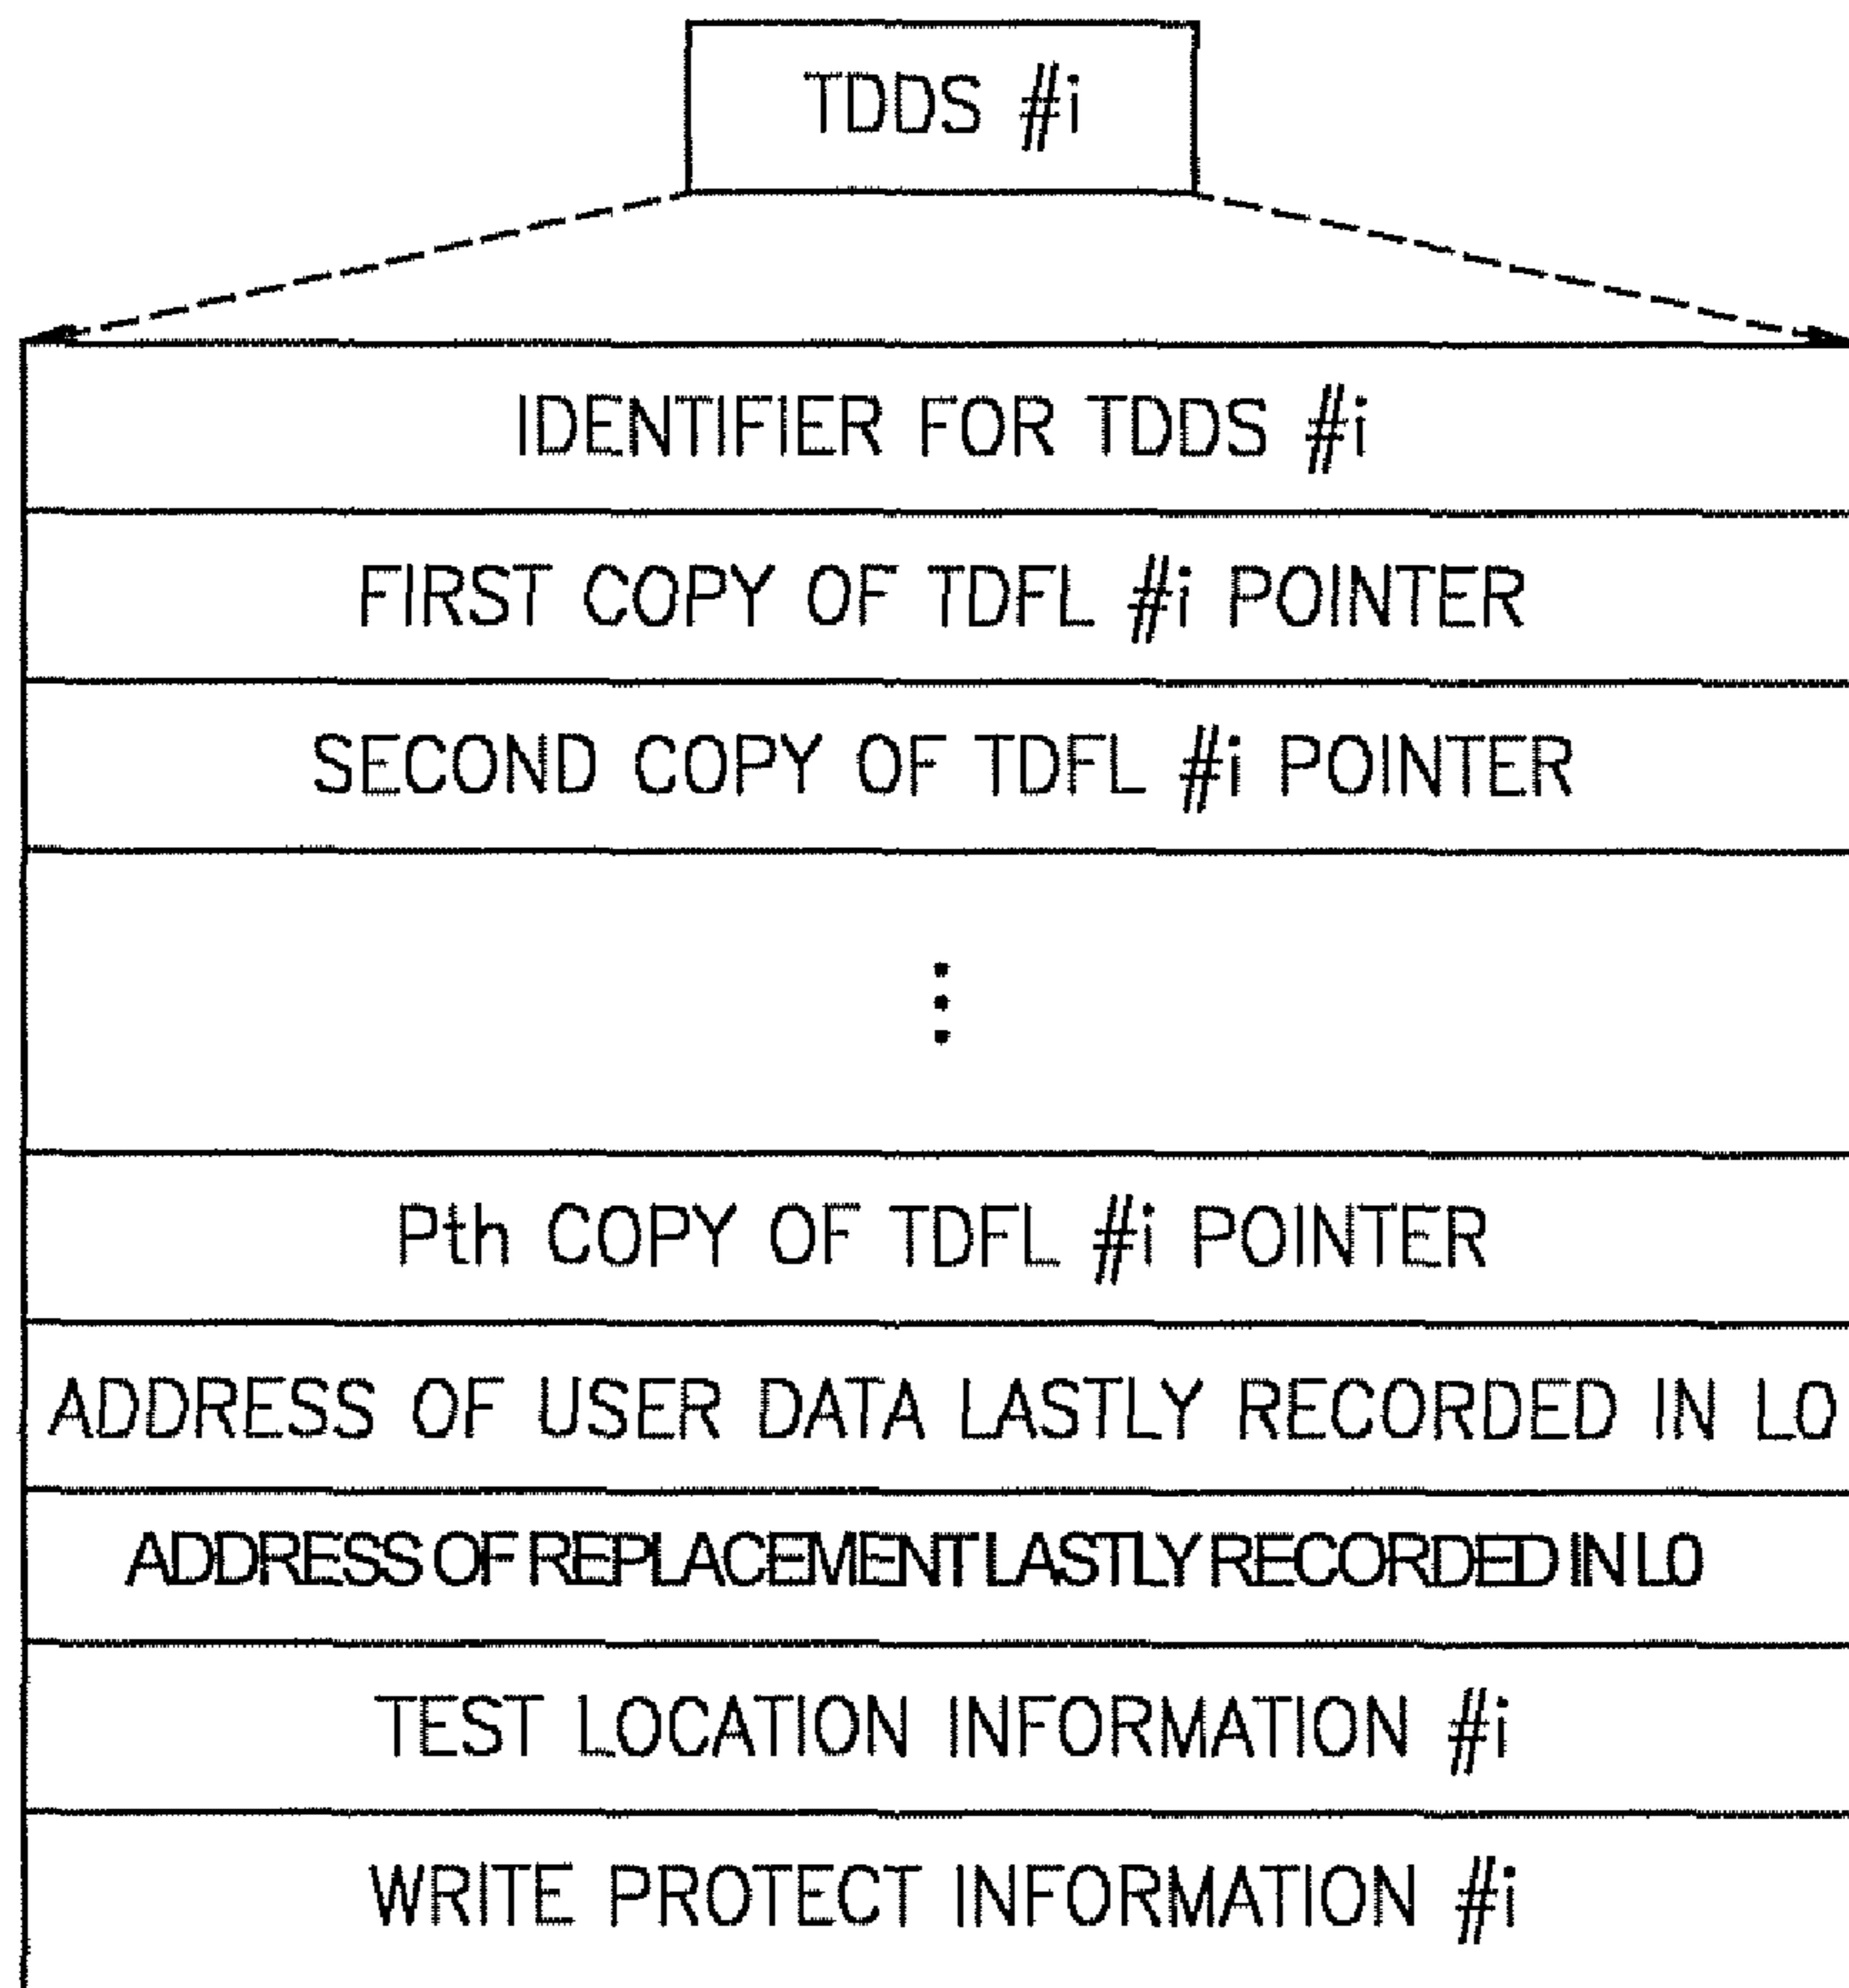 TDDS #i
IDENTIFIER FOR TDDS #i
FIRST COPY OF TDFL #i POINTER
SECOND COPY OF TDFL #i POINTER
⋮
Pth COPY OF TDFL #i POINTER
ADDRESS OF USER DATA LASTLY RECORDED IN L0
ADDRESS OF REPLACEMENT LASTLY RECORDED IN L0
TEST LOCATION INFORMATION #i
WRITE PROTECT INFORMATION #i